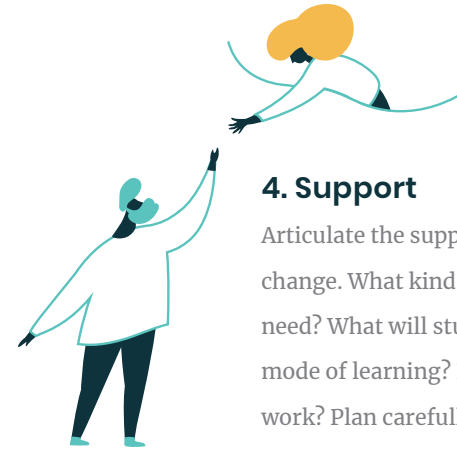 4. Support
Articulate the supp
change. What kind
need? What will stu
mode of learning?
work? Plan carefull